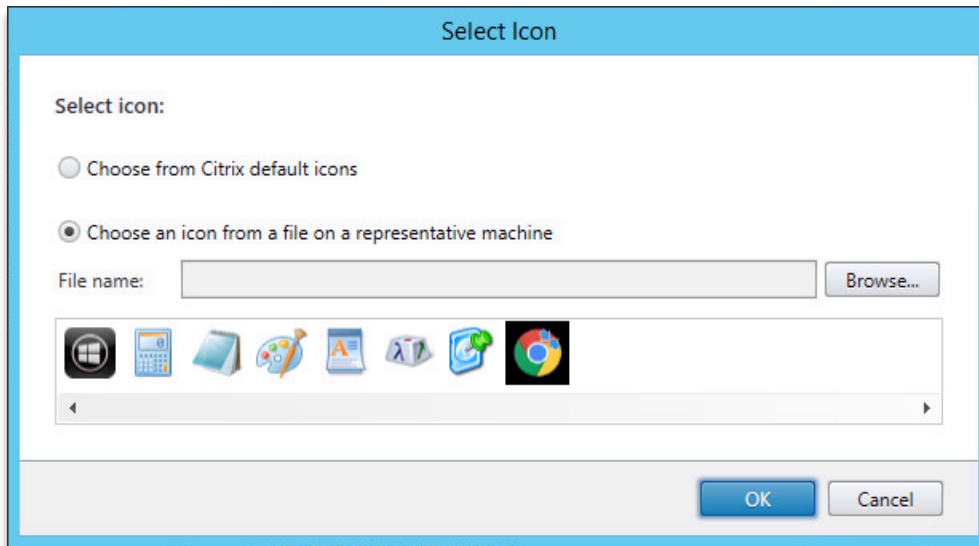 Select Icon
Select icon:
Choose from Citrix default icons
Choose an icon from a file on a representative machine
File name:
Browse...
OK
Cancel